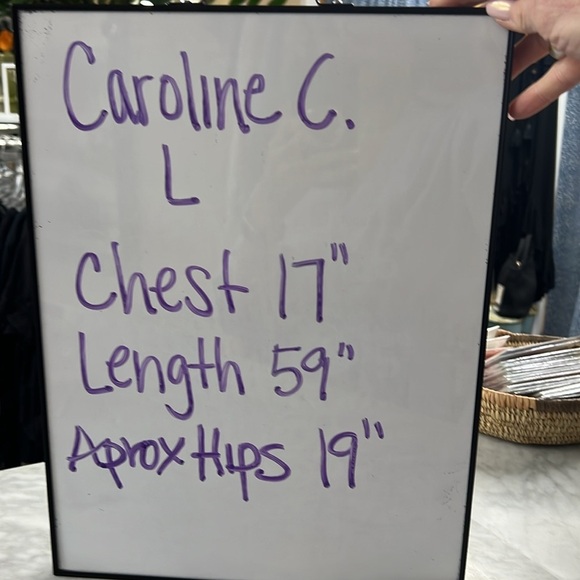 Caroline C.
L
Chest 17"
Length 59"
Aprox Hips 19"